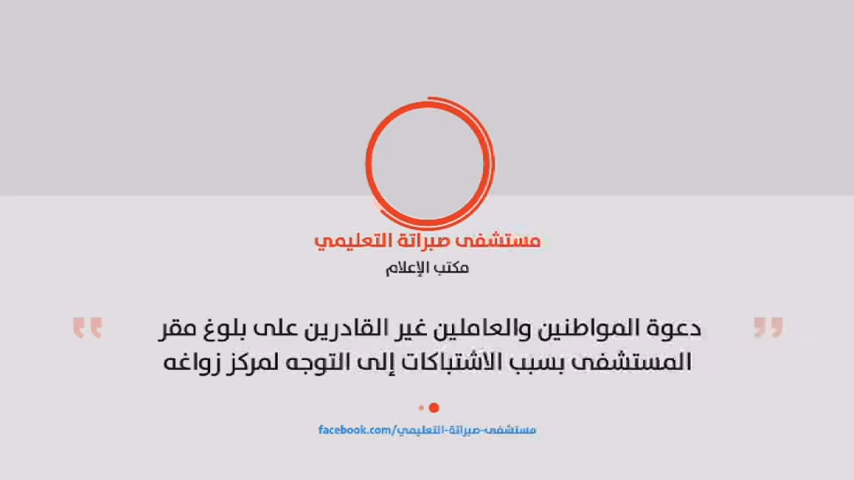 مستشفى صبراتة التعليمي
مكتب الإعلام
" دعوة المواطنين والعاملين غير القادرين على بلوغ مقر "
المستشفى بسبب الاشتباكات إلى التوجه لمركز زواغه
facebook.com/مستشفى-صبراتة-التعليمي